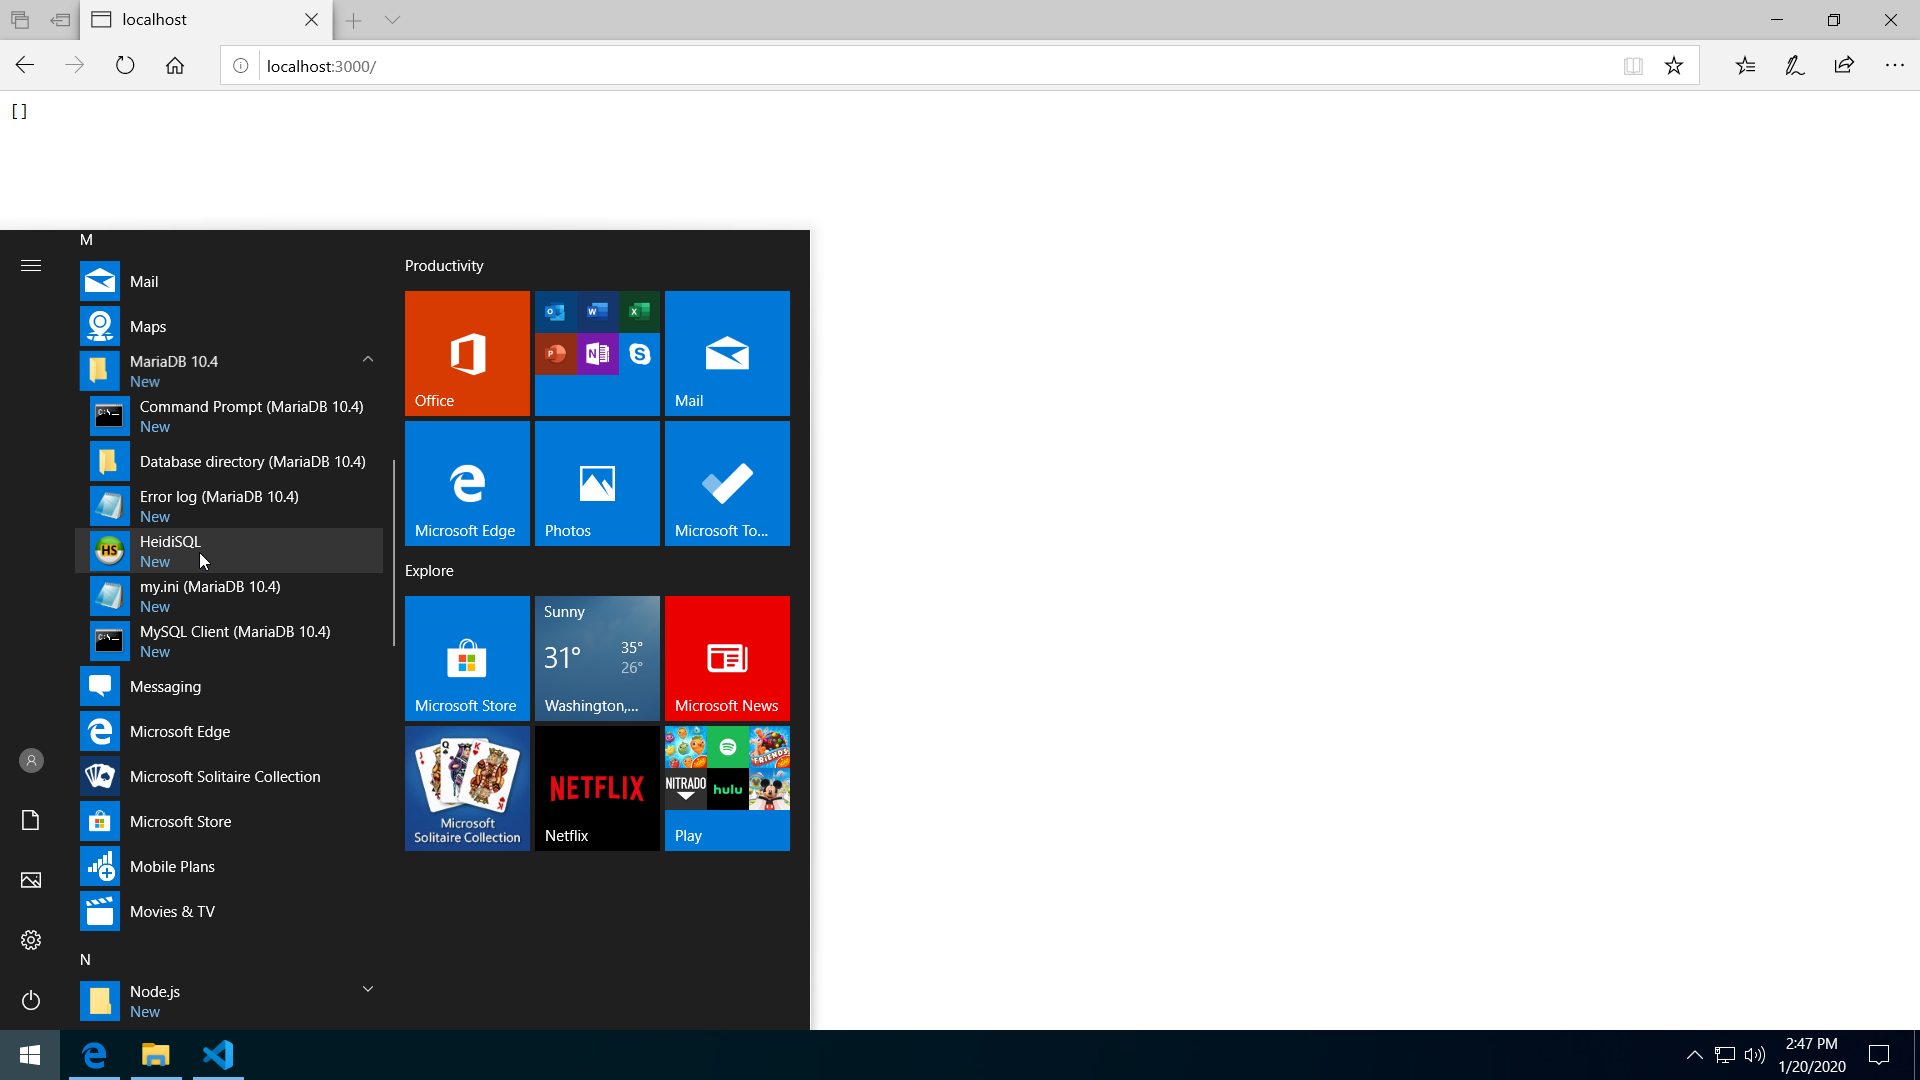 localhost
localhost:3000/
[]
M
Mail
Maps
MariaDB 10.4
New
Command Prompt (MariaDB 10.4)
New
Database directory (MariaDB 10.4)
Error log (MariaDB 10.4)
New
HS
HeidiSQL
New
my.ini (MariaDB 10.4)
New
MySQL Client (MariaDB 10.4)
New
Messaging
Microsoft Edge
Microsoft Solitaire Collection
Microsoft Store
Mobile Plans
Movies & TV
N
Node.js
New
Productivity
Office
Mail
Microsoft Edge
Photos
Microsoft To...
Explore
Microsoft Store
Sunny
31° 35°
26°
Washington,...
Microsoft News
Microsoft
Solitaire Collection
NETFLIX
Netflix
FRIENDS
NITRADO
hulu
Play
2:47 PM
1/20/2020